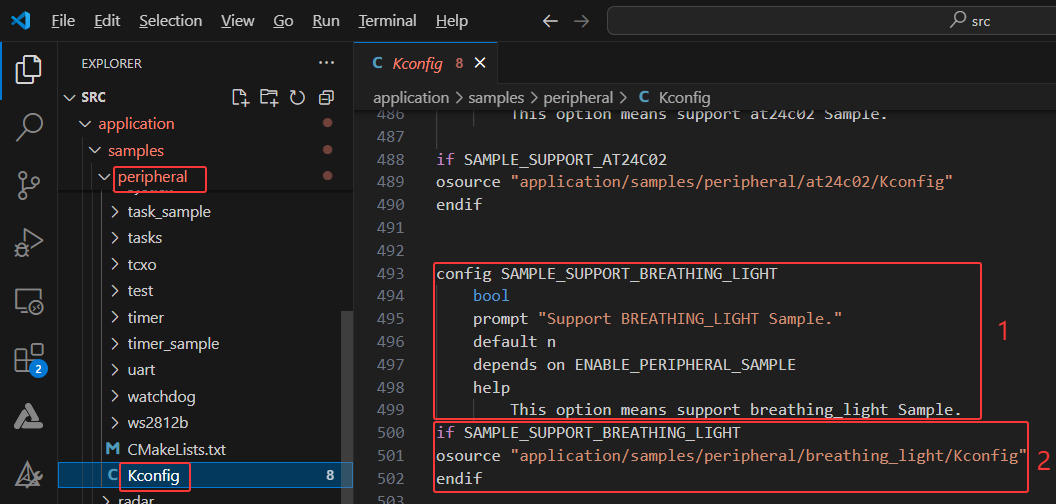 File Edit Selection View Go Run Terminal Help
src
EXPLORER
SRC
application
samples
peripheral
task_sample
tasks
tcxo
test
timer
timer_sample
uart
watchdog
ws2812b
M CMakeLists.txt
C Kconfig 8
radar
2
C Kconfig 8
application > samples > peripheral > C Kconfig
486 This option means support at24c02 Sample.
487
488 if SAMPLE_SUPPORT_AT24C02
489 osource "application/samples/peripheral/at24c02/Kconfig"
490 endif
491
492
493 config SAMPLE_SUPPORT_BREATHING_LIGHT
494 bool
495 prompt "Support BREATHING_LIGHT Sample."
496 default n
497 depends on ENABLE_PERIPHERAL_SAMPLE
498 help
499 This option means support breathing_light Sample.
500 if SAMPLE_SUPPORT_BREATHING_LIGHT
501 osource "application/samples/peripheral/breathing_light/Kconfig"
502 endif
503
1
2